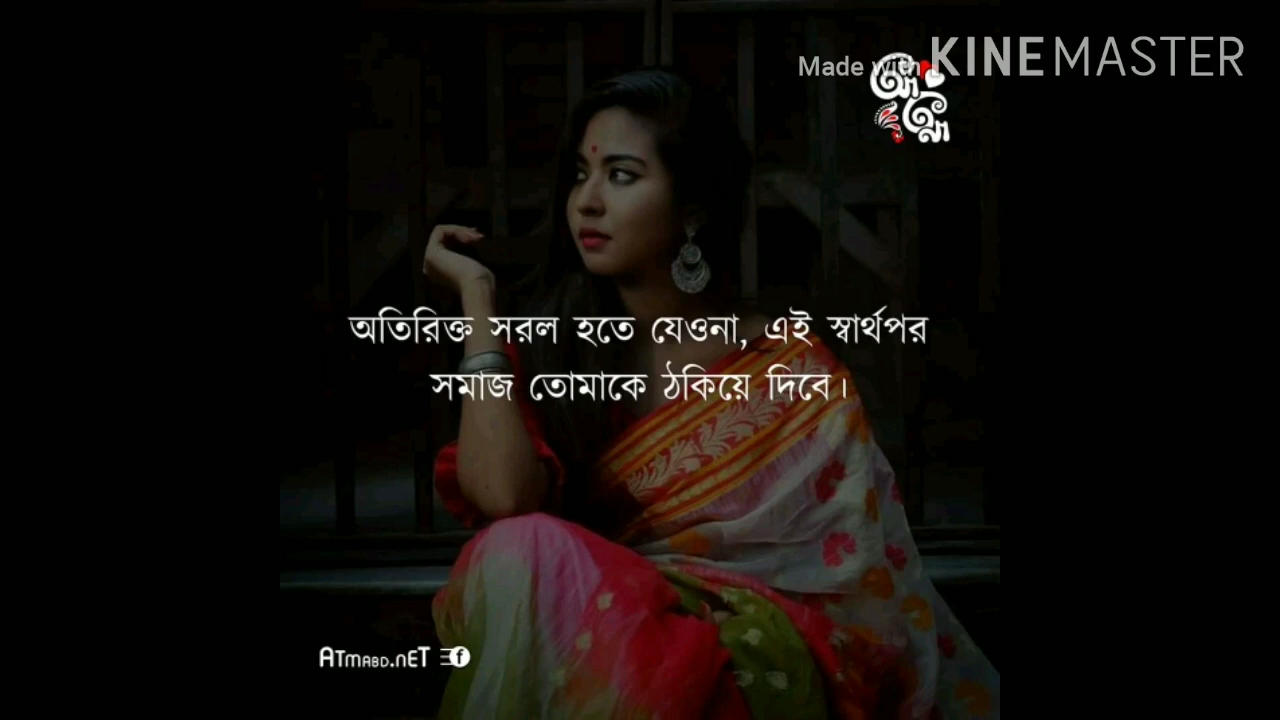 Made with KINEMASTER
অতিরিক্ত সরল হতে যেওনা, এই স্বার্থপর
সমাজ তোমাকে ঠকিয়ে দিবে।
ATMABD.NET